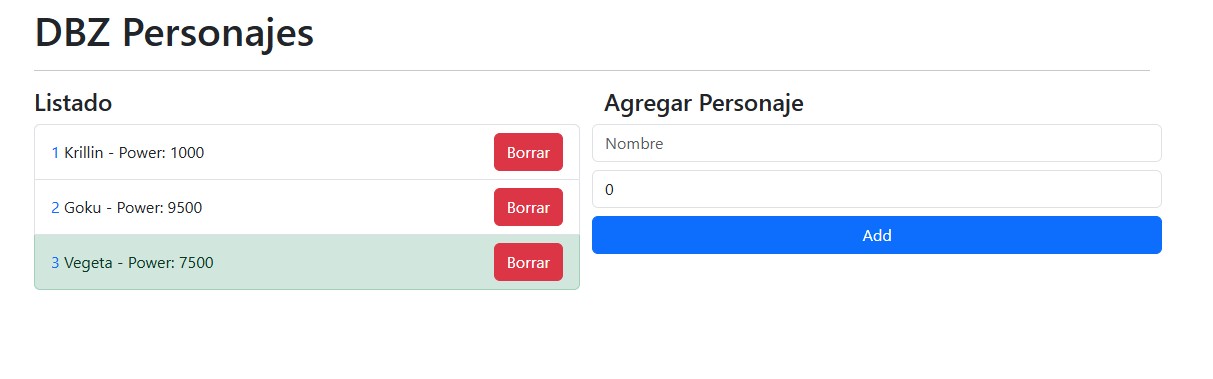 DBZ Personajes
Listado
1 Krillin - Power: 1000
Borrar
2 Goku - Power: 9500
Borrar
3 Vegeta - Power: 7500
Borrar
Agregar Personaje
Nombre
0
Add